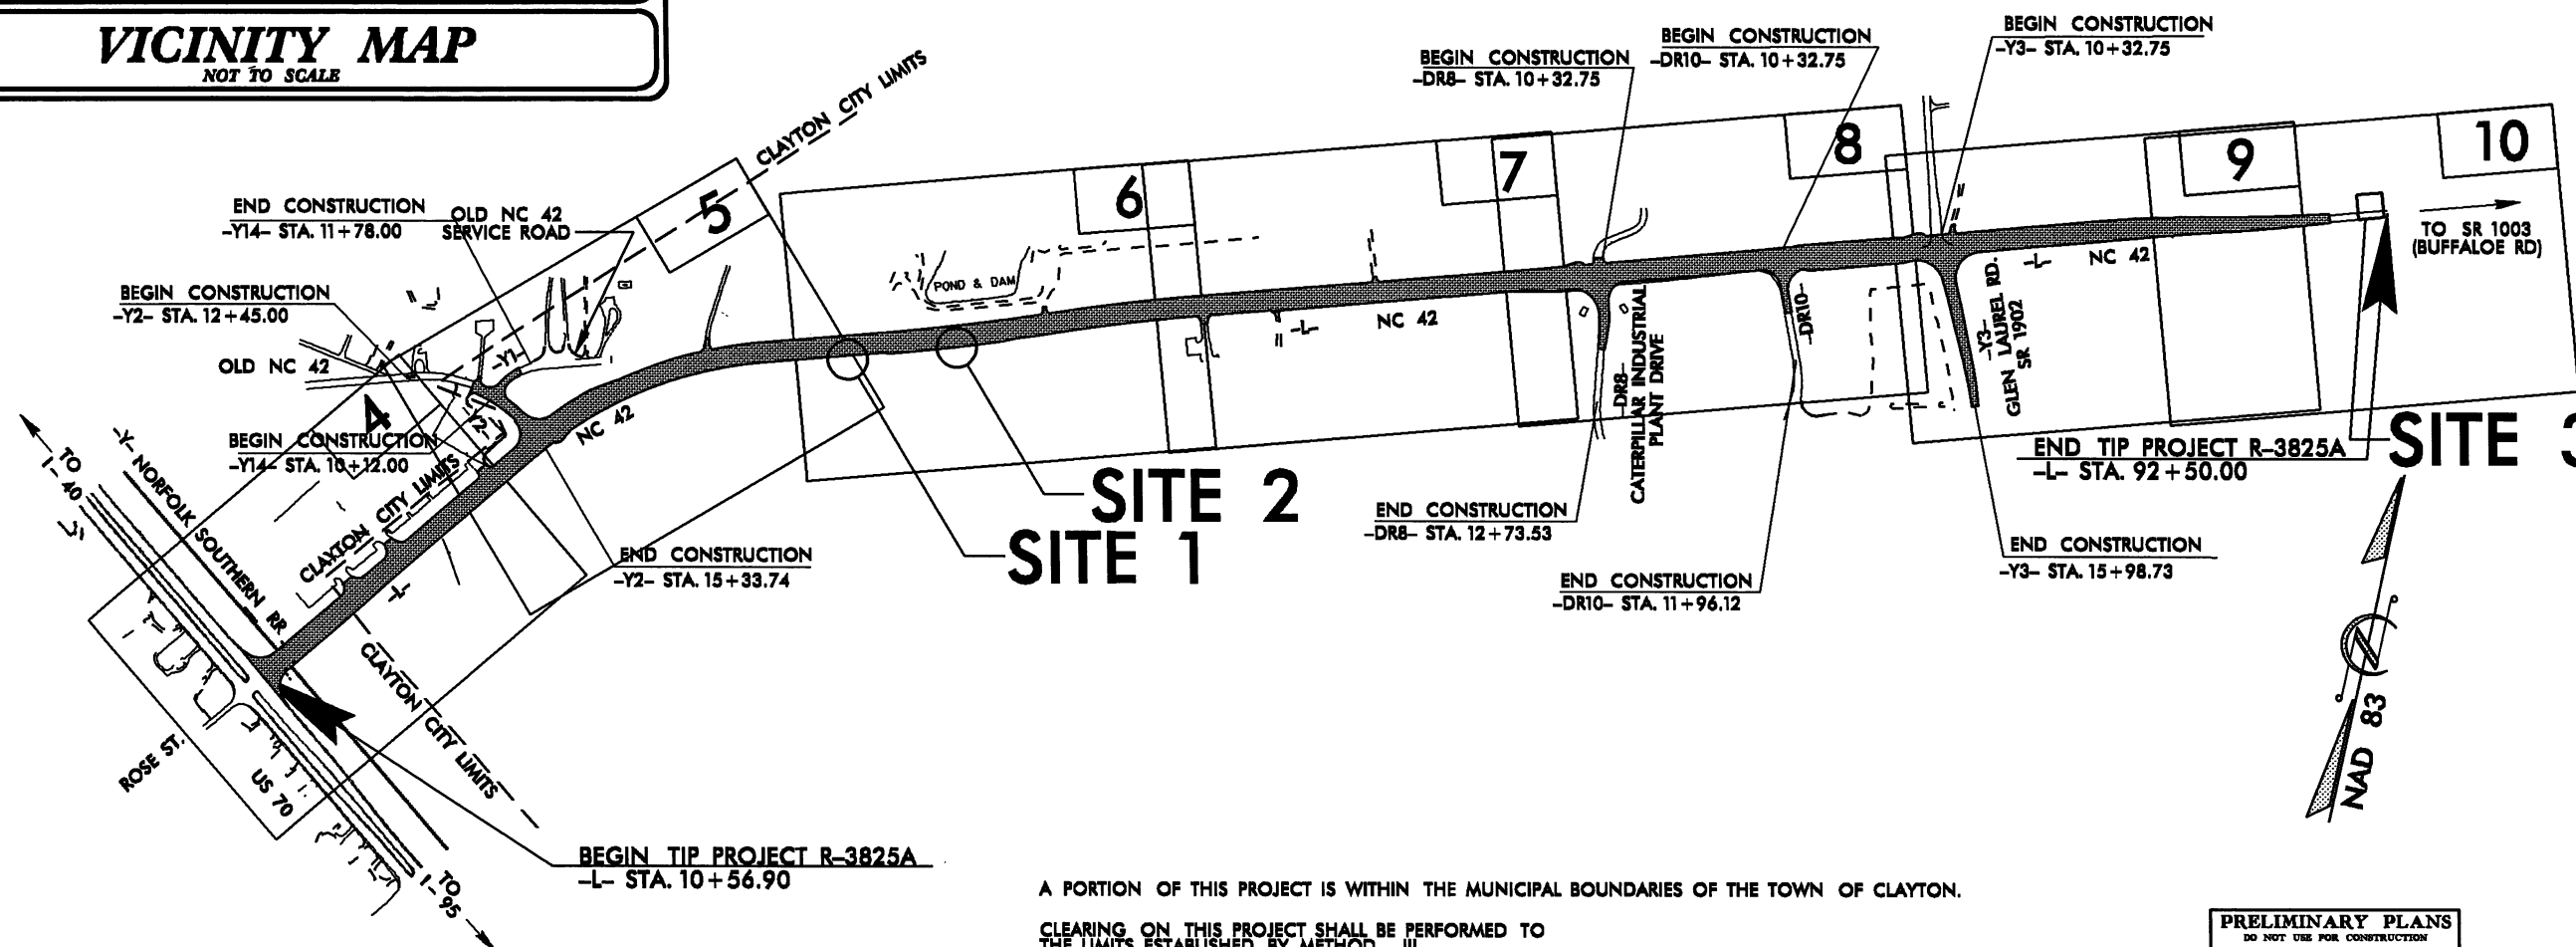 VICINITY MAP
NOT TO SCALE
CLAYTON CITY LIMITS
BEGIN CONSTRUCTION
-DR8- STA. 10+32.75
BEGIN CONSTRUCTION
-DR10- STA. 10+32.75
BEGIN CONSTRUCTION
-Y3- STA. 10+32.75
END CONSTRUCTION
-Y14- STA. 11+78.00
OLD NC 42
SERVICE ROAD
5
6
7
8
9
10
TO SR 1003
(BUFFALOE RD)
BEGIN CONSTRUCTION
-Y2- STA. 12+45.00
POND & DAM
OLD NC 42
-Y1-
-Y2-
4
NC 42
-L-
NC 42
-L-
NC 42
-DR8-
CATERPILLAR INDUSTRIAL
PLANT DRIVE
-DR10-
-Y3-
GLEN LAUREL RD.
SR 1902
BEGIN CONSTRUCTION
-Y14- STA. 10+12.00
CLAYTON CITY LIMITS
-L-
TO
I-40
-Y- NORFOLK SOUTHERN RR
SITE 2
SITE 1
SITE 3
END TIP PROJECT R-3825A
-L- STA. 92+50.00
END CONSTRUCTION
-DR8- STA. 12+73.53
END CONSTRUCTION
-Y2- STA. 15+33.74
END CONSTRUCTION
-DR10- STA. 11+96.12
END CONSTRUCTION
-Y3- STA. 15+98.73
CLAYTON CITY LIMITS
ROSE ST.
US 70
TO
I-95
NAD 83
BEGIN TIP PROJECT R-3825A
-L- STA. 10+56.90
A PORTION OF THIS PROJECT IS WITHIN THE MUNICIPAL BOUNDARIES OF THE TOWN OF CLAYTON.
CLEARING ON THIS PROJECT SHALL BE PERFORMED TO
THE LIMITS ESTABLISHED BY METHOD III
PRELIMINARY PLANS
DO NOT USE FOR CONSTRUCTION